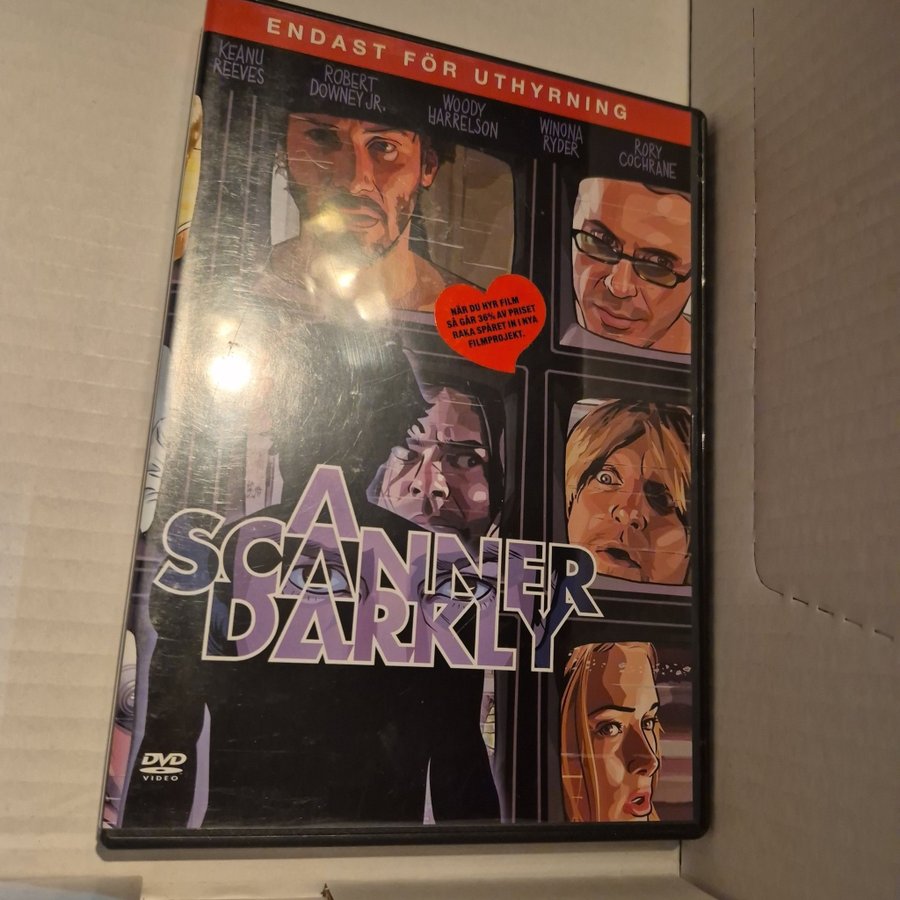 ENDAST FÖR UTHYRNING
KEANU
REEVES
ROBERT
DOWNEY JR.
WOODY
HARRELSON
WINONA
RYDER
RORY
COCHRANE
NÄR DU HYR FILM
SÅ GÅR 36% AV PRISET
RAKA SPÅRET IN I NYA
FILMPROJEKT.
A
SCANNER
DARKLY
DVD
VIDEO